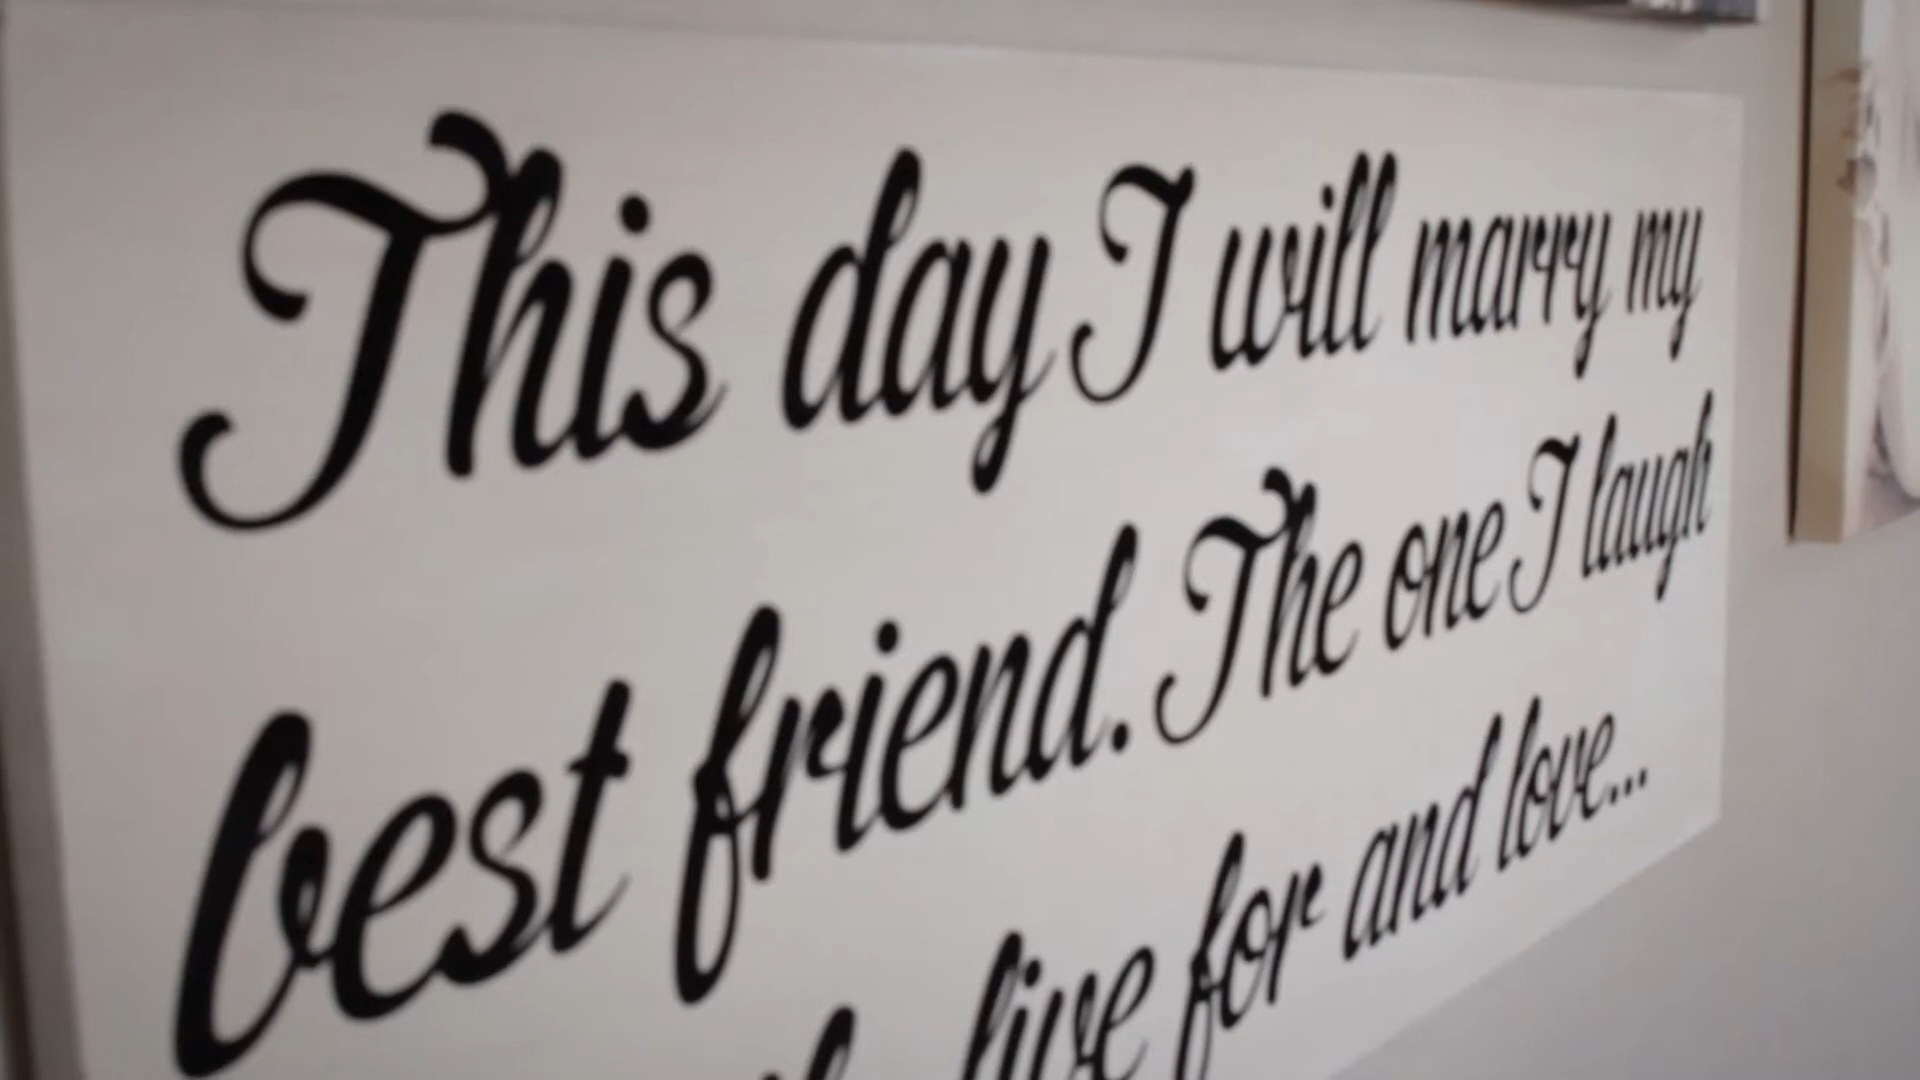 This day I will marry my
best friend. The one I laugh
live for and love...